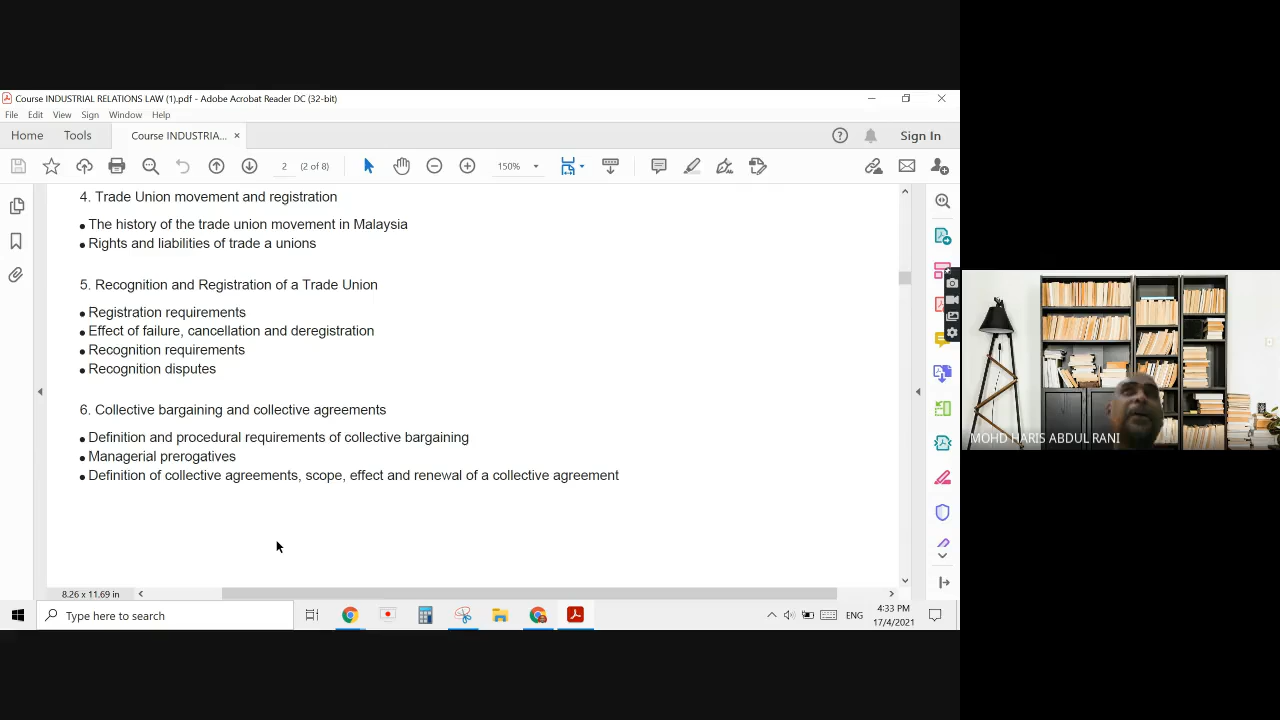 Course INDUSTRIAL RELATIONS LAW (1).pdf - Adobe Acrobat Reader DC (32-bit)
File Edit View Sign Window Help
Home Tools Course INDUSTRIA... × Sign In
2 (2 of 8) 150%
4. Trade Union movement and registration
• The history of the trade union movement in Malaysia
• Rights and liabilities of trade a unions
5. Recognition and Registration of a Trade Union
• Registration requirements
• Effect of failure, cancellation and deregistration
• Recognition requirements
• Recognition disputes
6. Collective bargaining and collective agreements
• Definition and procedural requirements of collective bargaining
• Managerial prerogatives
• Definition of collective agreements, scope, effect and renewal of a collective agreement
8.26 x 11.69 in
Type here to search
ENG
4:33 PM
17/4/2021
MOHD HARIS ABDUL RANI